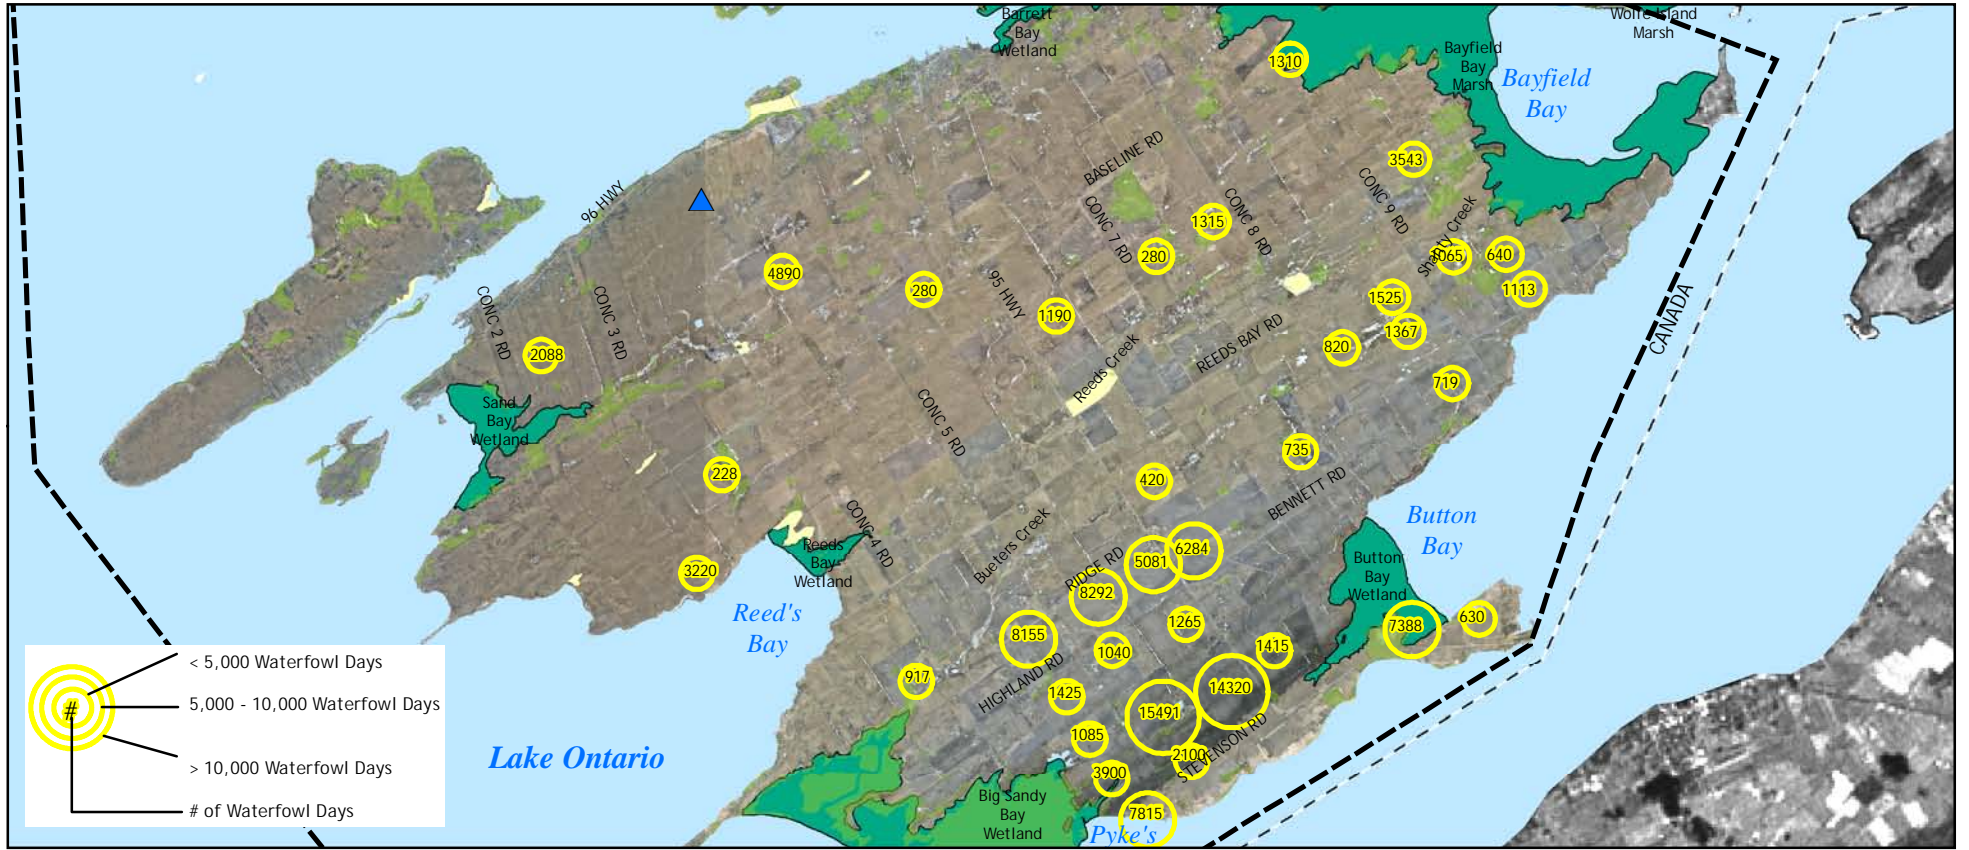 Barrett
Bay
Wetland
Wolfe Island
Marsh
1310
Bayfield
Bay
Marsh
Bayfield
Bay
3543
BASELINE RD
CONC 9 RD
96 HWY
CONC 7 RD
1315
CONC 8 RD
Shanty Creek
280
640
4890
280
95 HWY
1113
1525
1190
1367
CANADA
CONC 2 RD
CONC 3 RD
2088
REEDS BAY RD
820
Reeds Creek
719
Sand
Bay
Wetland
CONC 5 RD
735
228
420
BENNETT RD
CONC 4 RD
Button
Bay
Reeds
Bay
Wetland
Bueters Creek
6284
5081
RIDGE RD
Button
Bay
Wetland
3220
8292
Reed's
Bay
8155
1265
7388
630
1040
1415
917
HIGHLAND RD
1425
14320
15491
1085
2100
STEVENSON RD
3900
Lake Ontario
Big Sandy
Bay
Wetland
7815
Pyke's
< 5,000 Waterfowl Days
5,000 - 10,000 Waterfowl Days
#
> 10,000 Waterfowl Days
# of Waterfowl Days